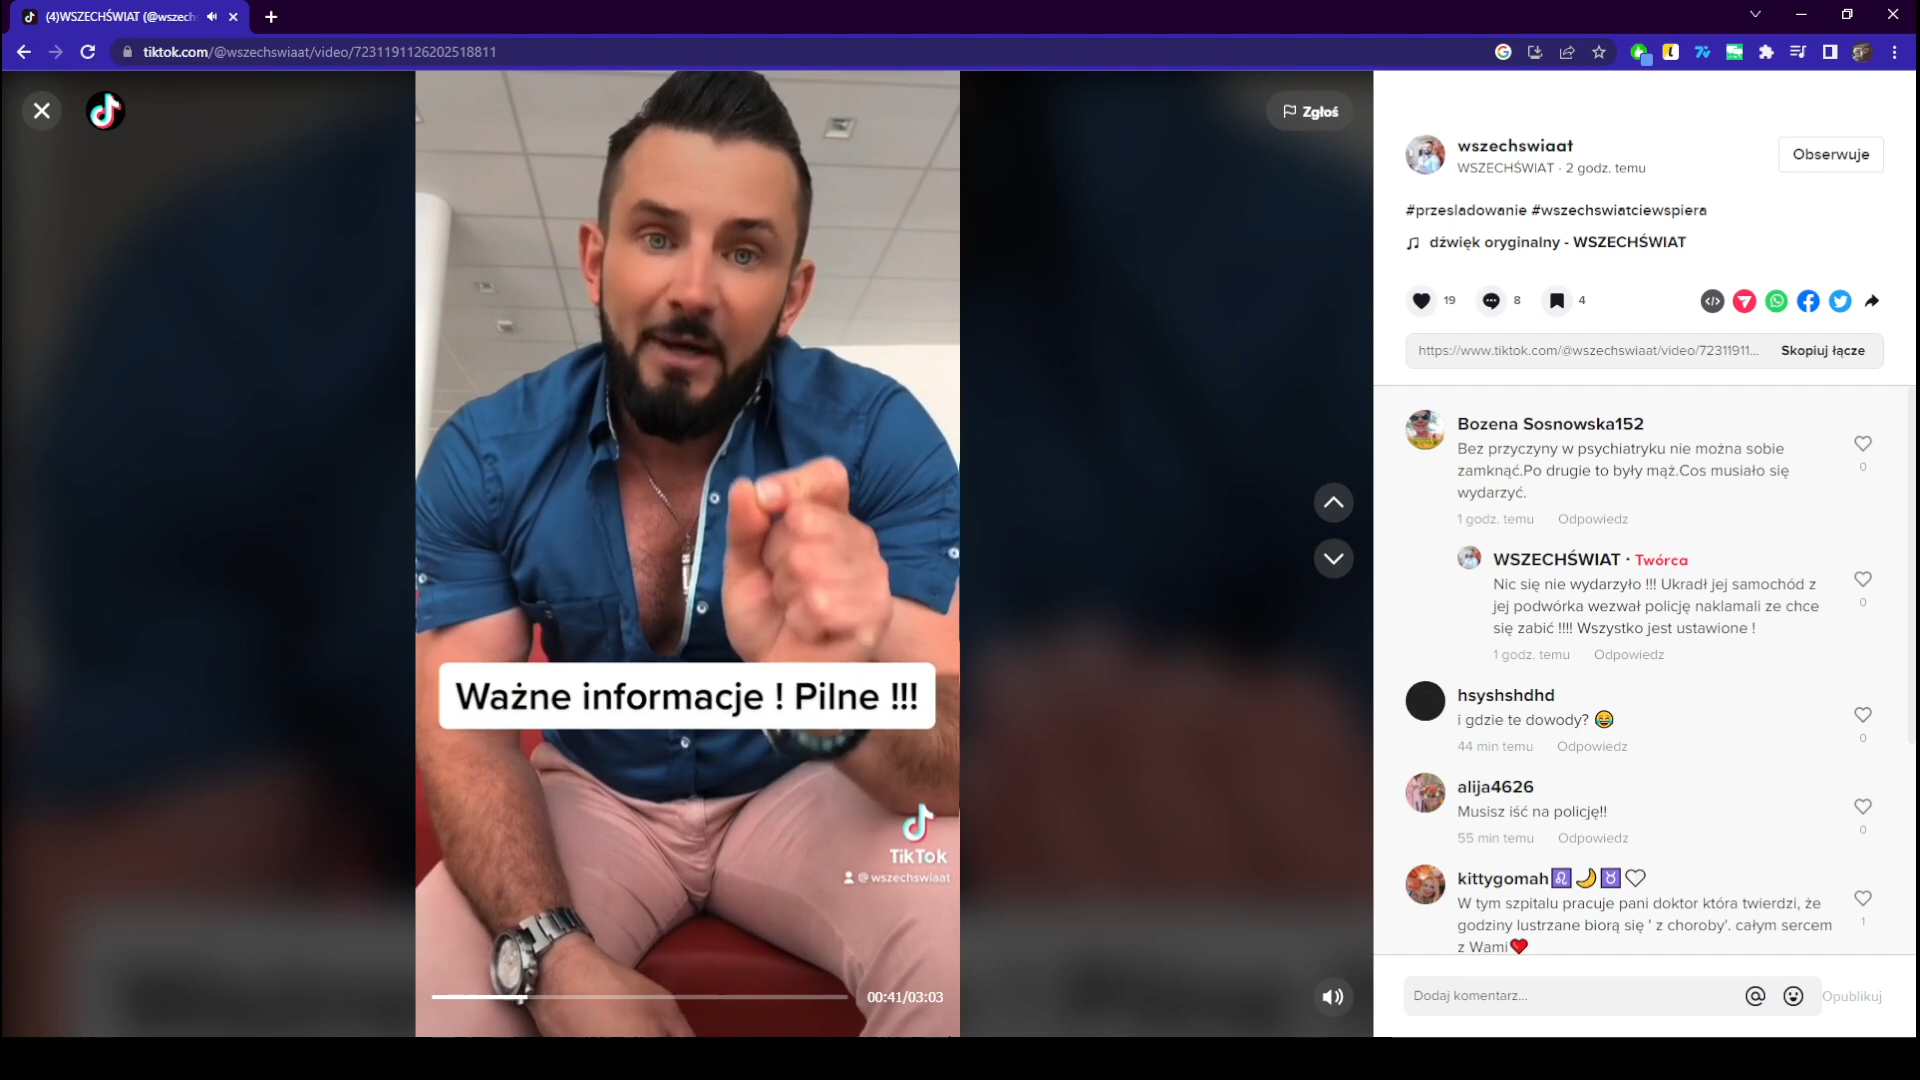 (4)WSZECHŚWIAT (@wszech
tiktok.com/@wszechswiaat/video/7231191126202518811
Zgłoś
wszechswiaat
WSZECHŚWIAT · 2 godz. temu
Obserwuje
#przesladowanie #wszechswiatciewspiera
dźwięk oryginalny - WSZECHŚWIAT
19
8
4
https://www.tiktok.com/@wszechswiaat/video/72311911...
Skopiuj łącze
Bozena Sosnowska152
Bez przyczyny w psychiatryku nie można sobie
zamknąć.Po drugie to były mąż.Cos musiało się
wydarzyć.
0
1 godz. temu Odpowiedz
WSZECHŚWIAT · Twórca
Nic się nie wydarzyło !!! Ukradł jej samochód z
jej podwórka wezwał policję naklamali ze chce
się zabić !!!! Wszystko jest ustawione !
0
1 godz. temu Odpowiedz
hsyshshdhd
i gdzie te dowody? 😂
0
44 min temu Odpowiedz
alija4626
Musisz iść na policję!!
0
55 min temu Odpowiedz
kittygomah♌🌙♉♡
W tym szpitalu pracuje pani doktor która twierdzi, że
godziny lustrzane biorą się ' z choroby'. całym sercem
z Wami❤️
1
Dodaj komentarz...
Opublikuj
Ważne informacje ! Pilne !!!
TikTok
@wszechswiaat
00:41/03:03